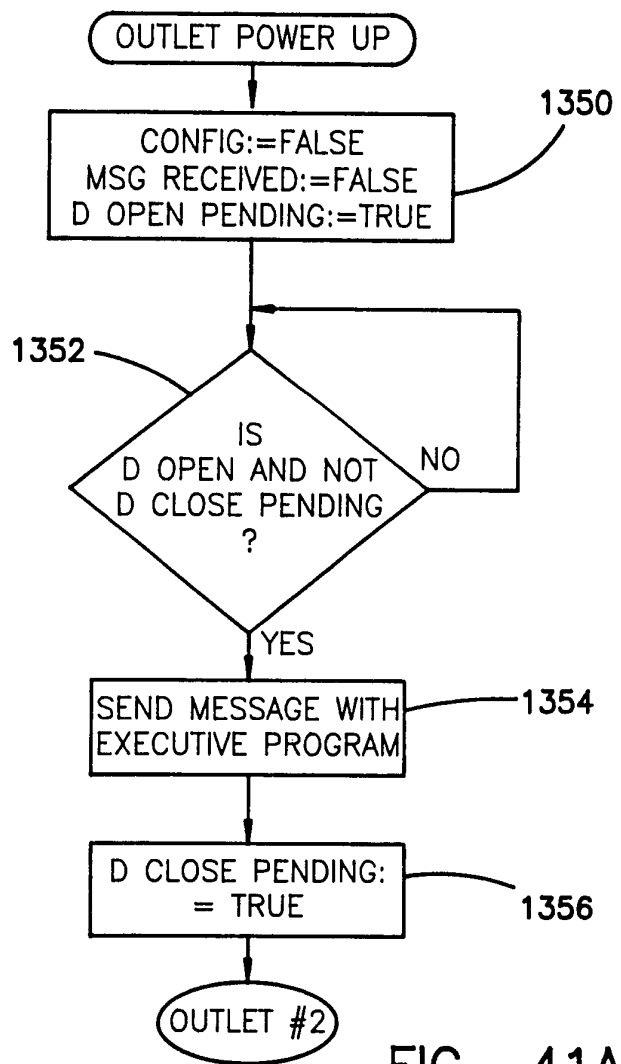 OUTLET POWER UP
1350
CONFIG:=FALSE
MSG RECEIVED:=FALSE
D OPEN PENDING:=TRUE
1352
IS
D OPEN AND NOT
D CLOSE PENDING
?
NO
YES
SEND MESSAGE WITH
EXECUTIVE PROGRAM
1354
D CLOSE PENDING:
= TRUE
1356
OUTLET #2
FIG. 41A